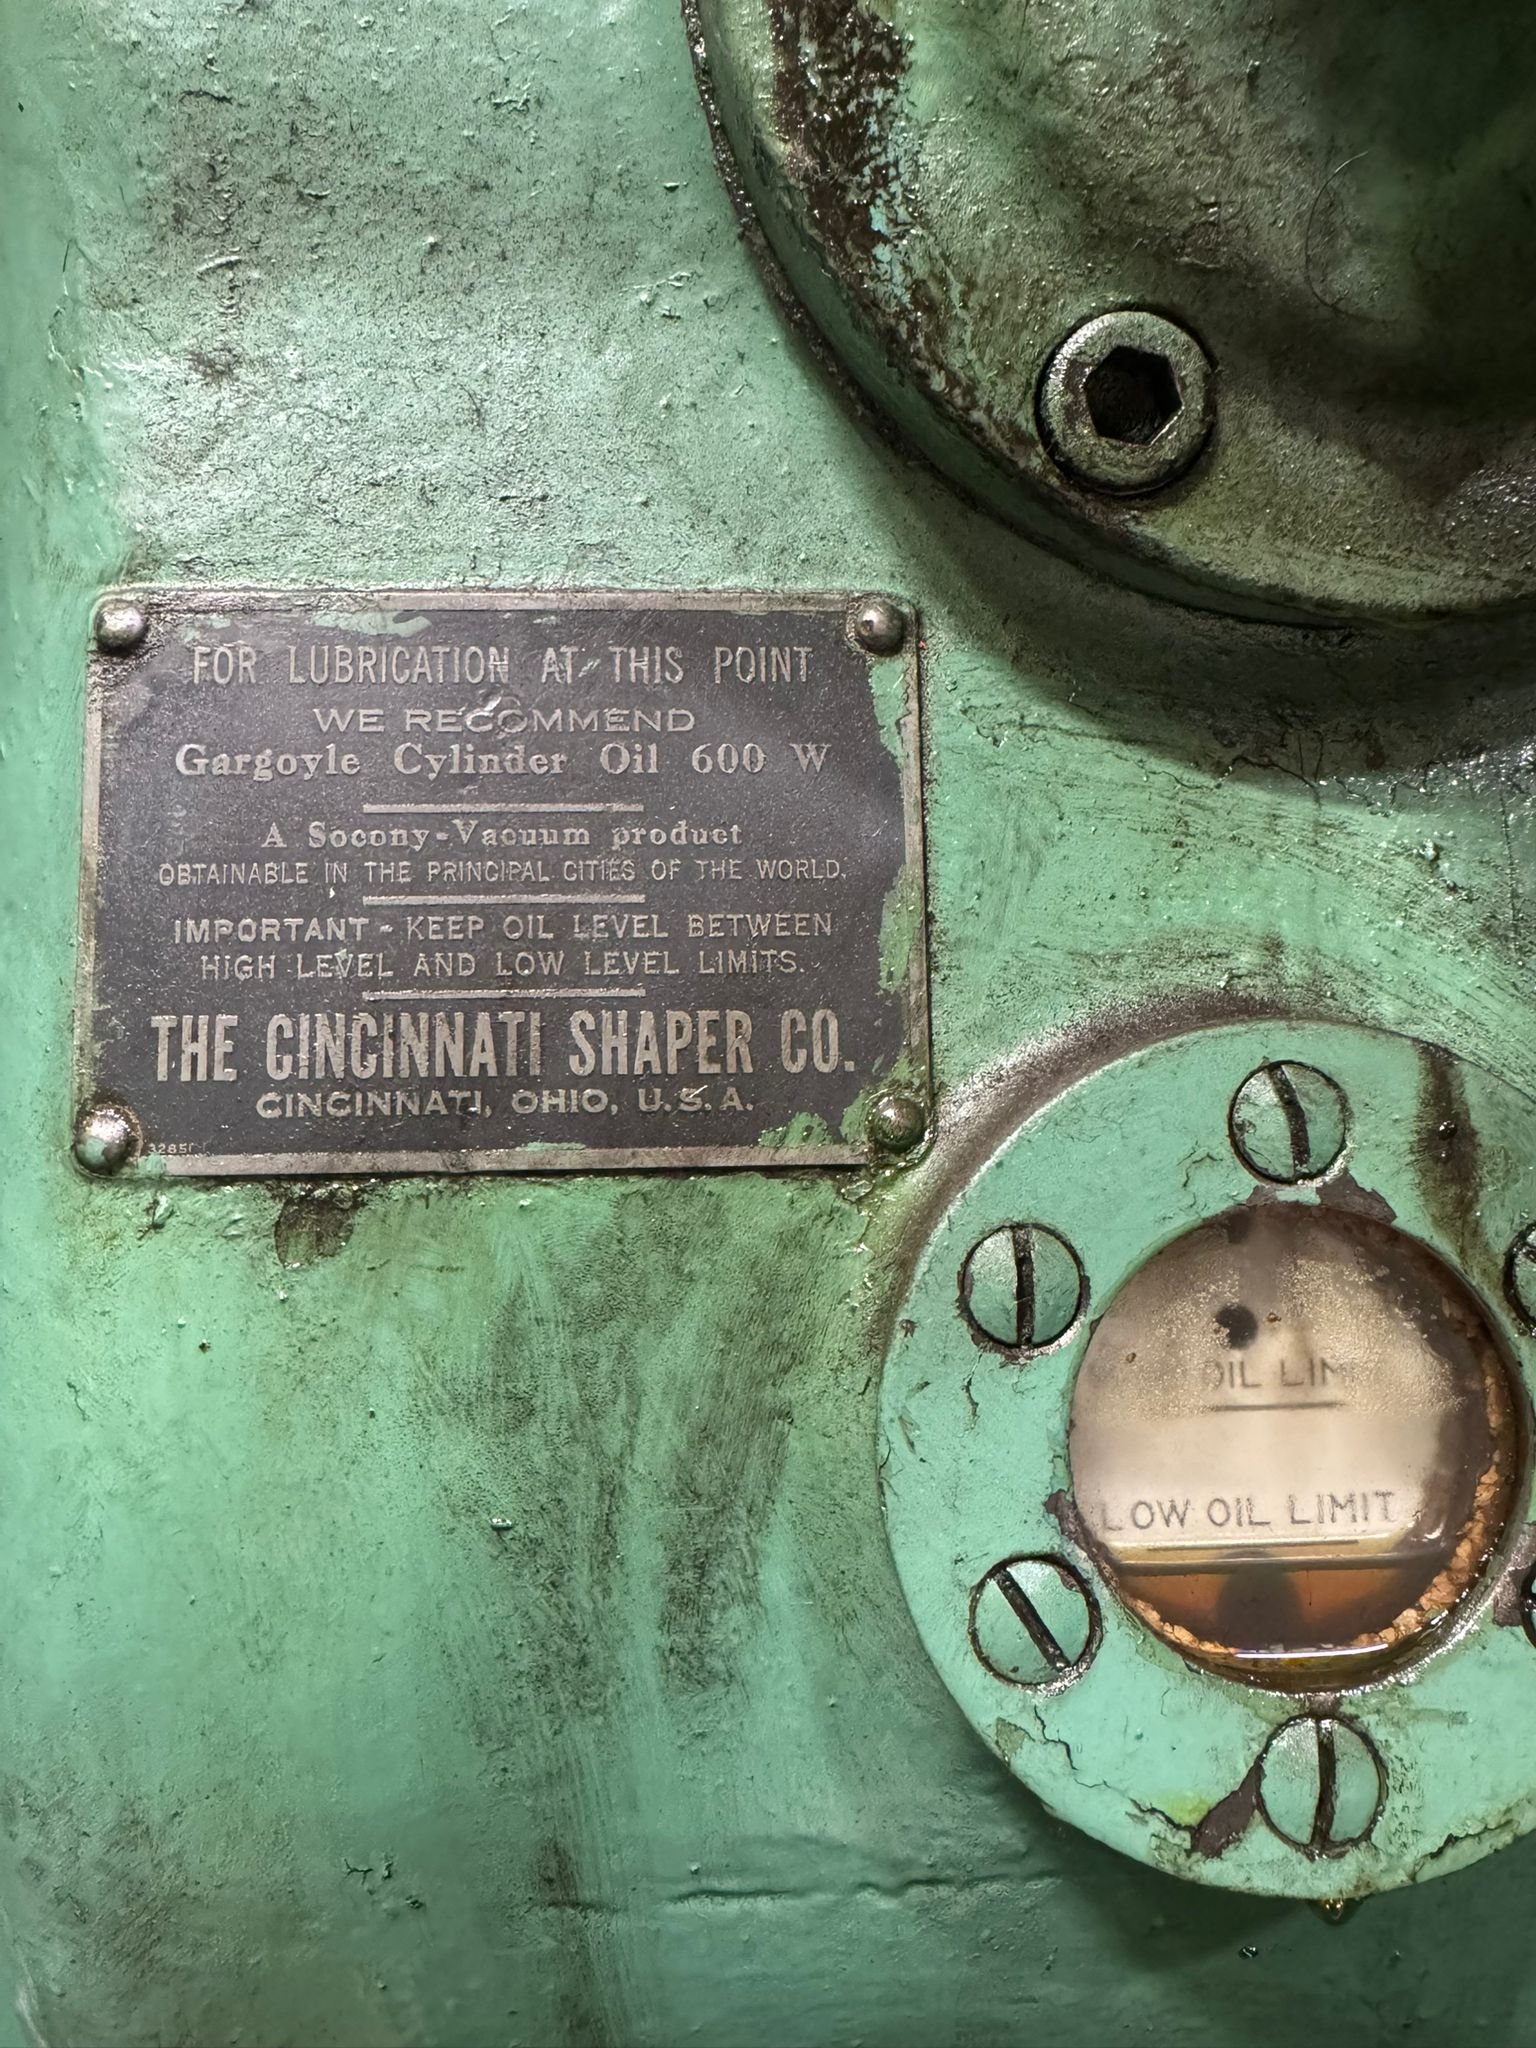 FOR LUBRICATION AT THIS POINT
WE RECOMMEND
Gargoyle Cylinder Oil 600 W
A Socony-Vacuum product
OBTAINABLE IN THE PRINCIPAL CITIES OF THE WORLD.
IMPORTANT - KEEP OIL LEVEL BETWEEN
HIGH LEVEL AND LOW LEVEL LIMITS.
THE CINCINNATI SHAPER CO.
CINCINNATI, OHIO, U.S.A.
OIL LIM
LOW OIL LIMIT